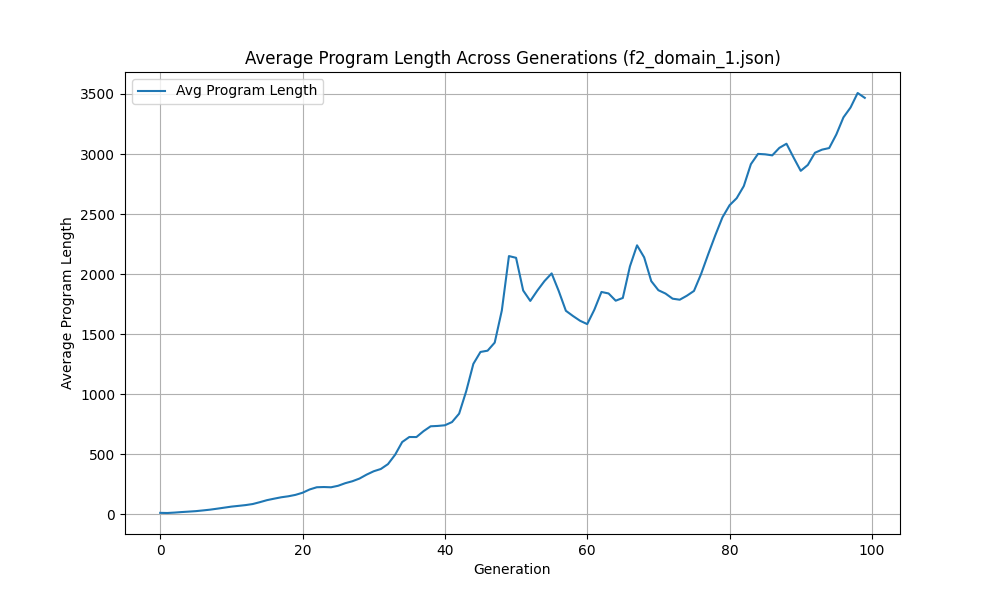 Average Program Length Across Generations (f2_domain_1.json)
Avg Program Length
3500
3000
2500
2000
1500
1000
500
0
Average Program Length
0 20 40 60 80 100
Generation